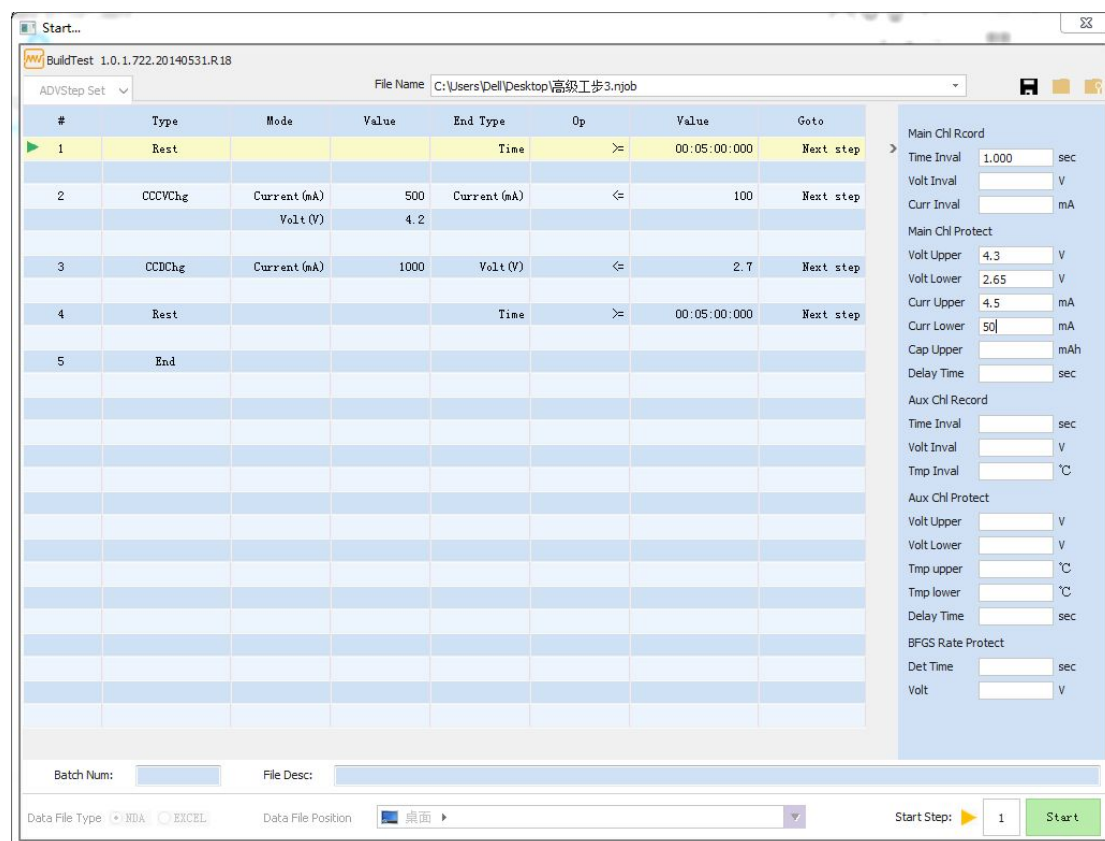 Start...
BuildTest 1.0.1.722.20140531.R18
ADVStep Set File Name C:\Users\Dell\Desktop\高级工步3.njob
# Type Mode Value End Type Op Value Goto
1 Rest Time >= 00:05:00:000 Next step
2 CCCVChg Current(mA) 500 Current(mA) <= 100 Next step
Volt(V) 4.2
3 CCDChg Current(mA) 1000 Volt(V) <= 2.7 Next step
4 Rest Time >= 00:05:00:000 Next step
5 End
Main Chl Rcord
Time Inval 1.000 sec
Volt Inval V
Curr Inval mA
Main Chl Protect
Volt Upper 4.3 V
Volt Lower 2.65 V
Curr Upper 4.5 mA
Curr Lower 50 mA
Cap Upper mAh
Delay Time sec
Aux Chl Record
Time Inval sec
Volt Inval V
Tmp Inval ℃
Aux Chl Protect
Volt Upper V
Volt Lower V
Tmp upper ℃
Tmp lower ℃
Delay Time sec
BFGS Rate Protect
Det Time sec
Volt V
Batch Num: File Desc:
Data File Type NDA EXCEL Data File Position 桌面 Start Step: 1 Start